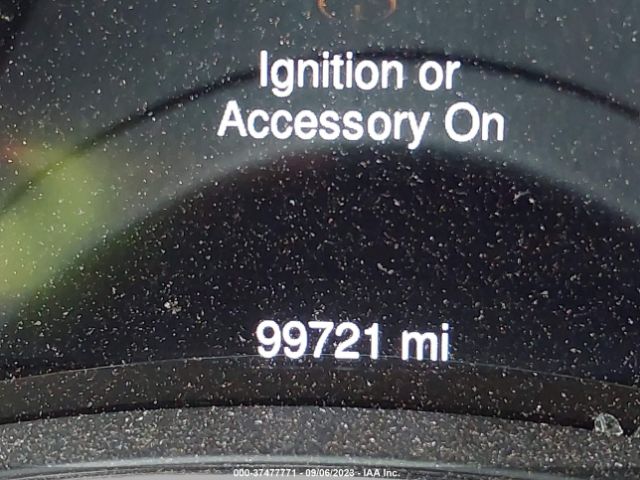 Ignition or
Accessory On
99721 mi
000-37477771 - 09/06/2023 - IAA Inc.